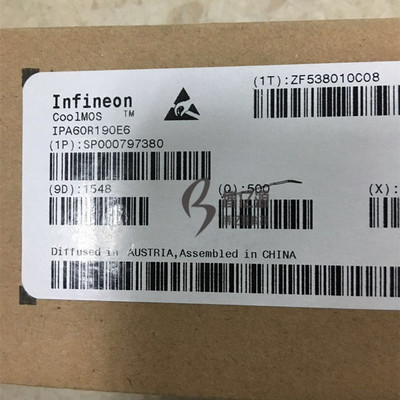 Infineon
(1T):ZF538010C08
CoolMOS ™
IPA60R190E6
(1P):SP000797380
(9D):1548
(Q):500
(X):
Diffused in AUSTRIA,Assembled in CHINA